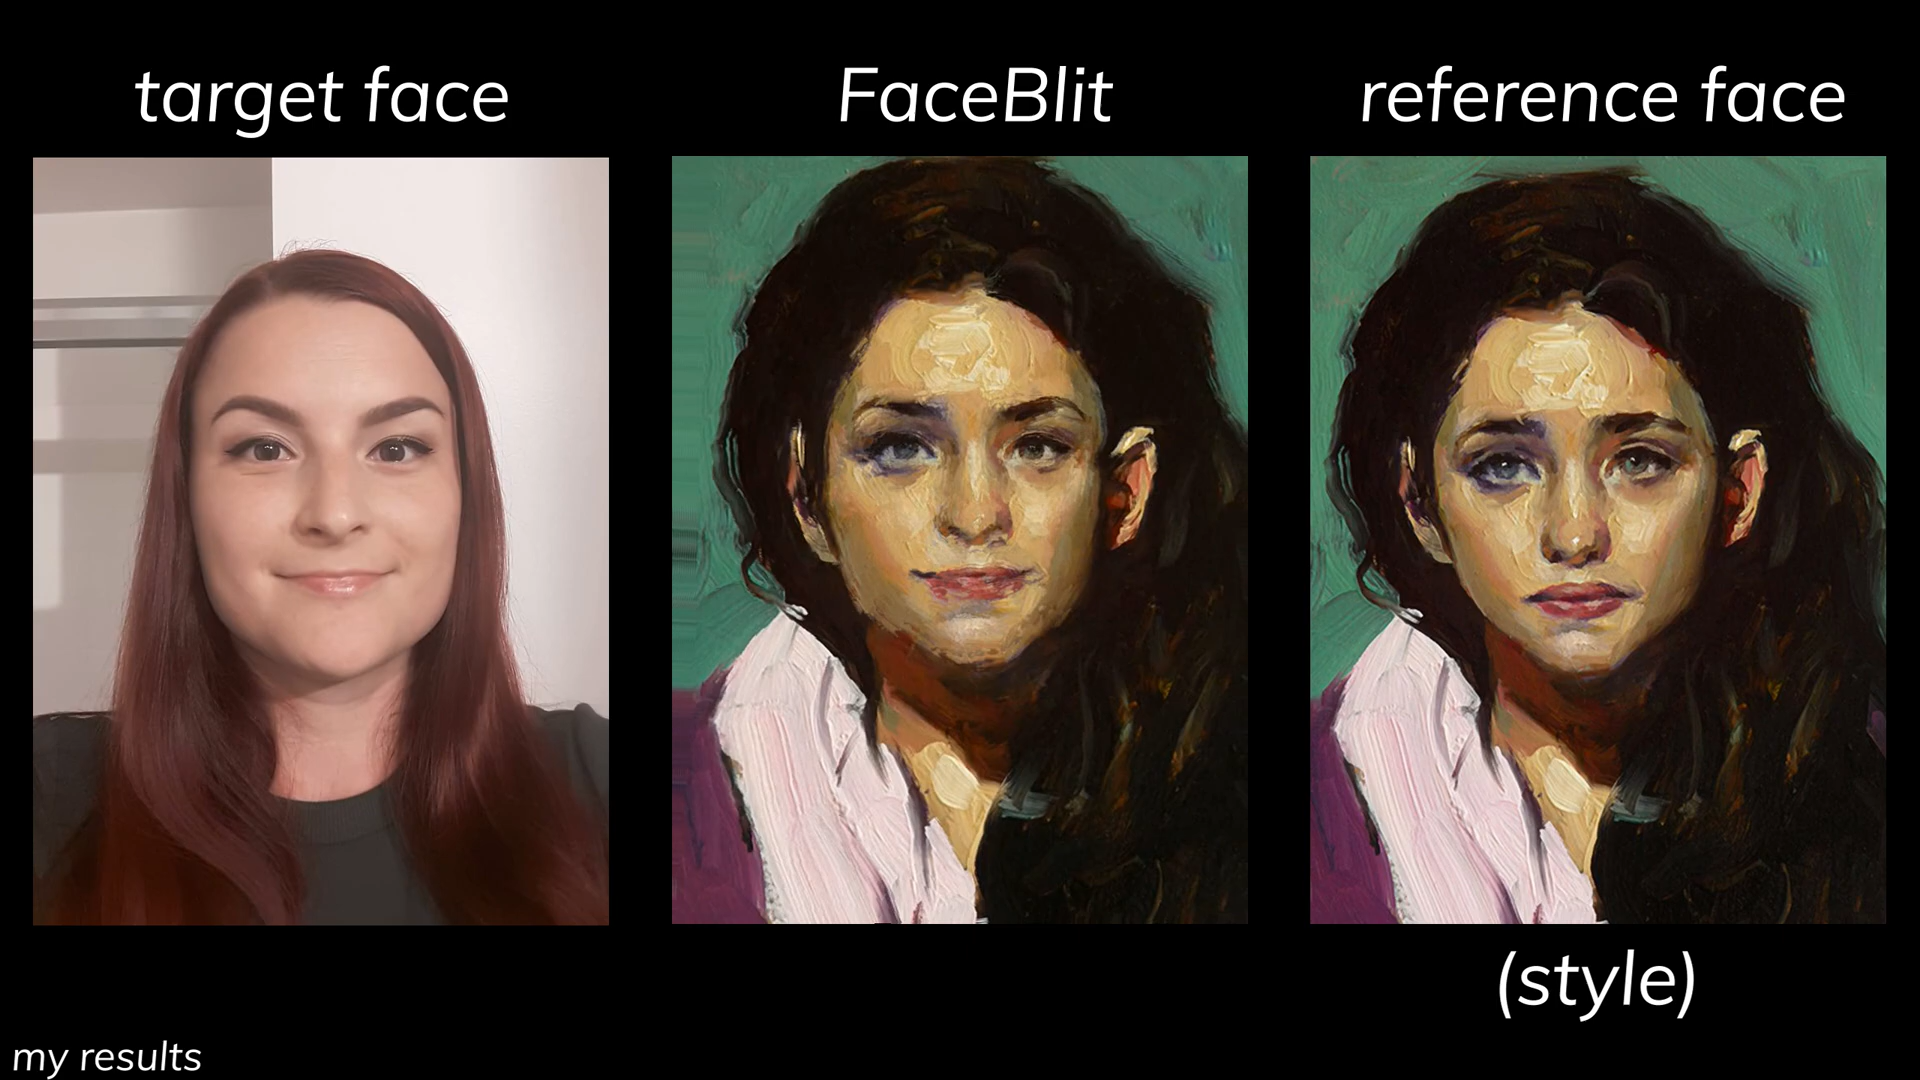 target face
FaceBlit
reference face
(style)
my results